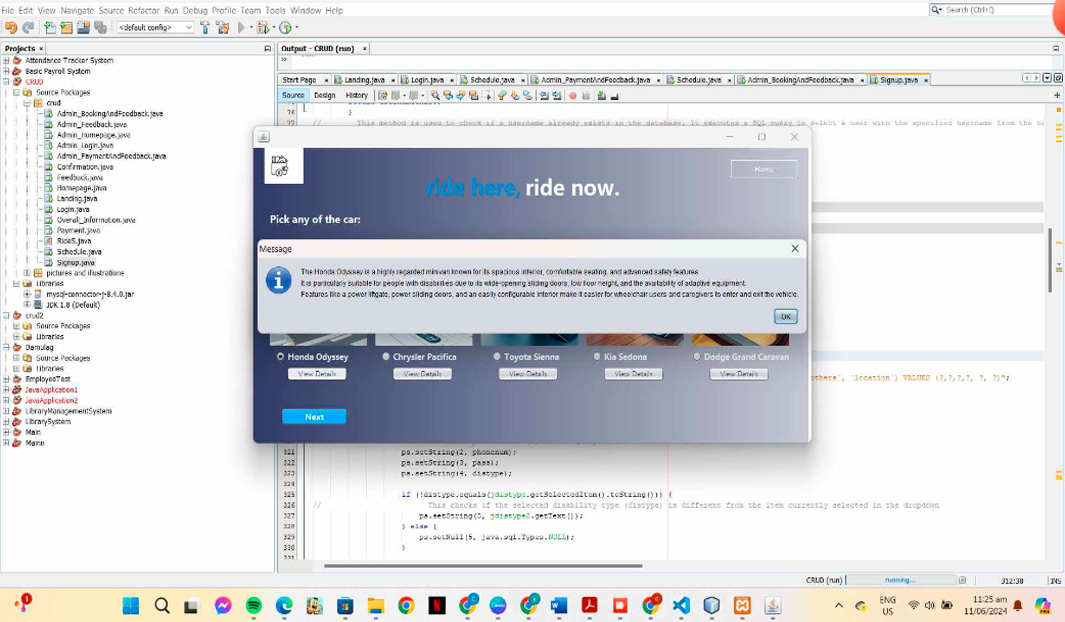 File Edit View Navigate Source Refactor Run Debug Profile Team Tools Window Help
Search (Ctrl+I)
<default config>
Projects
Output - CRUD (run)
Attendance Tracker System
Basic Payroll System
CRUD
Source Packages
crud
Admin_BookingAndFeedback.java
Admin_Feedback.java
Admin_Homepage.java
Admin_Login.java
Admin_PaymentAndFeedback.java
Confirmation.java
Feedback.java
Homepage.java
Landing.java
Login.java
Overall_Information.java
Payment.java
RideS.java
Schedule.java
Signup.java
pictures and illustrations
Libraries
mysql-connector-j-8.4.0.jar
JDK 1.8 (Default)
crud2
Source Packages
Libraries
Damulag
Source Packages
Libraries
EmployeeTest
JavaApplication1
JavaApplication2
LibraryManagementSystem
LibrarySystem
Main
Mainn
Start Page Landing.java Login.java Schedule.java Admin_PaymentAndFeedback.java Schedule.java Admin_BookingAndFeedback.java Signup.java
Source Design History
76 }
77 // This method is used to check if a username already exists in the database. It executes a SQL query to select a user with the specified username from the
Home
ride here, ride now.
Pick any of the car:
Message
The Honda Odyssey is a highly regarded minivan known for its spacious interior, comfortable seating, and advanced safety features.
It is particularly suitable for people with disabilities due to its wide-opening sliding doors, low floor height, and the availability of adaptive equipment.
Features like a power liftgate, power sliding doors, and an easily configurable interior make it easier for wheelchair users and caregivers to enter and exit the vehicle.
OK
Honda Odyssey Chrysler Pacifica Toyota Sienna Kia Sedona Dodge Grand Caravan
View Details View Details View Details View Details View Details
Next
others`, `location`) VALUES (?,?,?,?, ?, ?)";
321 ps.setString(2, phonenum);
322 ps.setString(3, pass);
323 ps.setString(4, distype);
324
325 if (!distype.equals(jdistype.getSelectedItem().toString())) {
// This checks if the selected disability type (distype) is different from the item currently selected in the dropdown
327 ps.setString(5, jdistype2.getText());
328 } else {
329 ps.setNull(5, java.sql.Types.NULL);
330 }
331
CRUD (run) running... 312:38 INS
1
ENG
US
11:25 am
11/06/2024